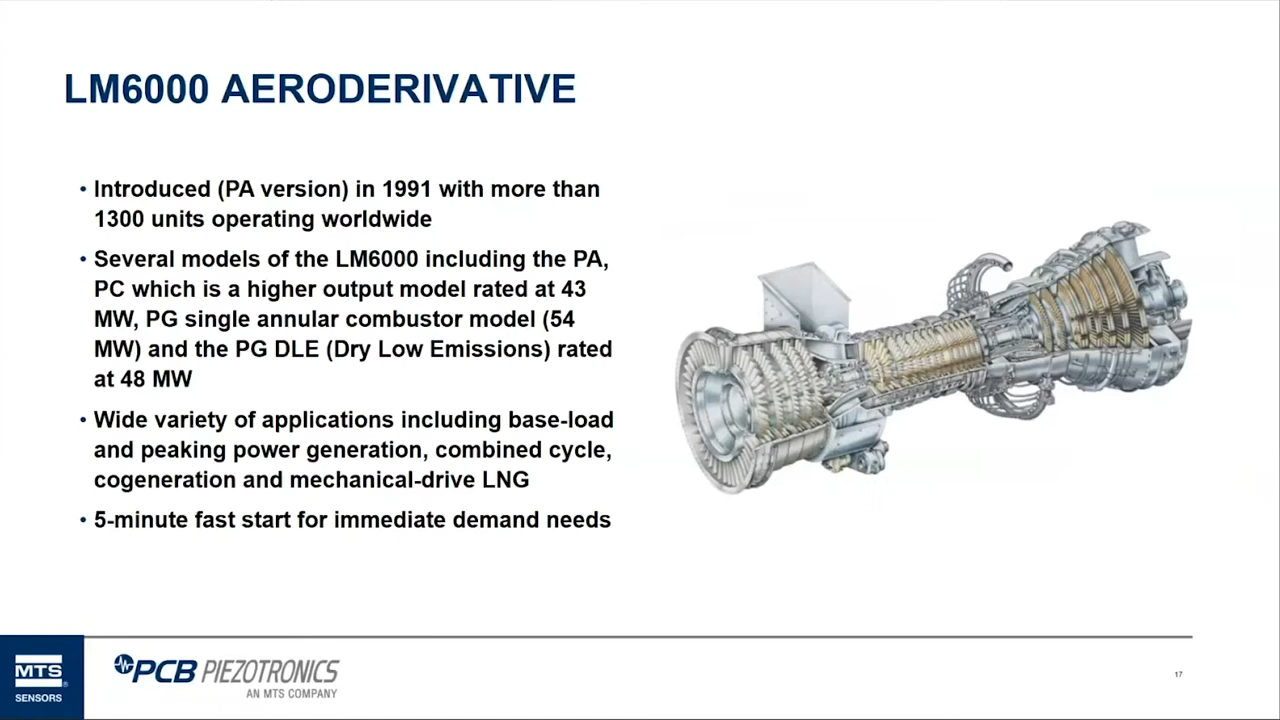 LM6000 AERODERIVATIVE
• Introduced (PA version) in 1991 with more than
1300 units operating worldwide
• Several models of the LM6000 including the PA,
PC which is a higher output model rated at 43
MW, PG single annular combustor model (54
MW) and the PG DLE (Dry Low Emissions) rated
at 48 MW
• Wide variety of applications including base-load
and peaking power generation, combined cycle,
cogeneration and mechanical-drive LNG
• 5-minute fast start for immediate demand needs
MTS
SENSORS
PCB PIEZOTRONICS
AN MTS COMPANY
17